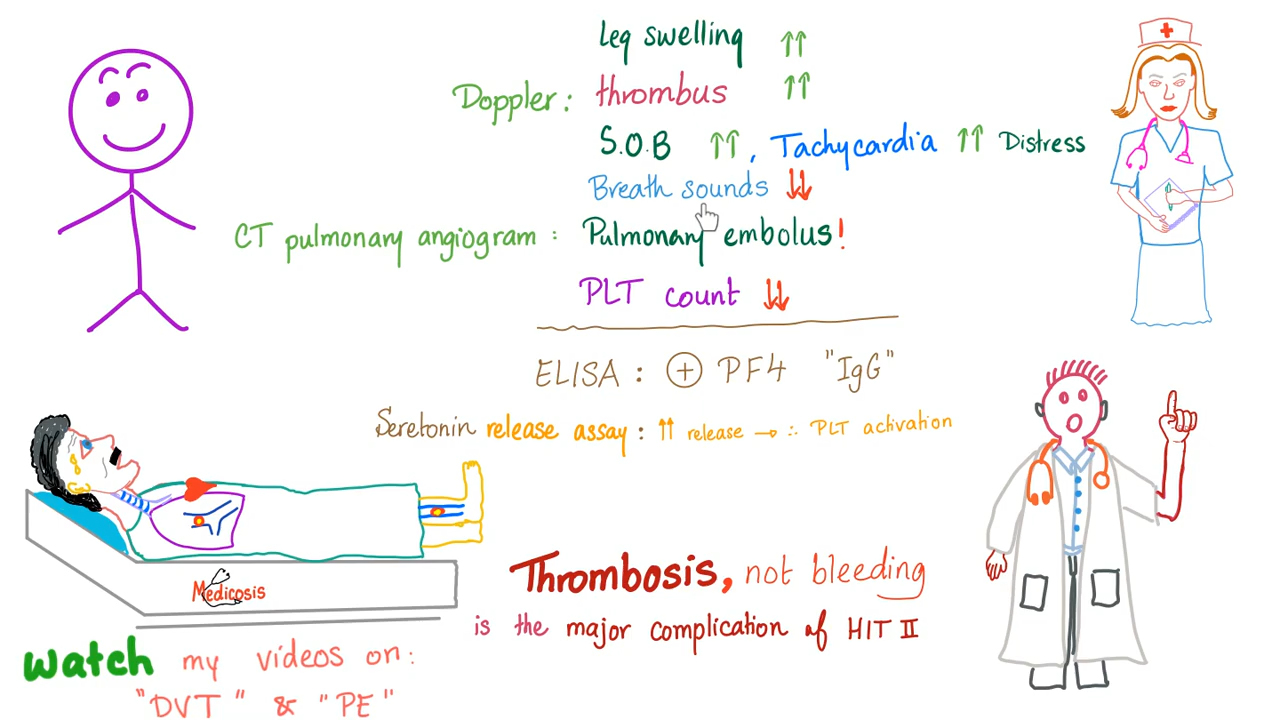 Leg swelling ↑↑
Doppler: thrombus ↑↑
S.O.B ↑↑, Tachycardia ↑↑ Distress
Breath sounds ↓↓
CT pulmonary angiogram : Pulmonary embolus!
PLT count ↓↓
ELISA : ⊕ PF4 "IgG"
Seretonin release assay : ↑↑ release → ∴ PLT activation
Thrombosis, not bleeding
is the major complication of HIT II
Medicosis
Watch my videos on:
"DVT" & "PE"